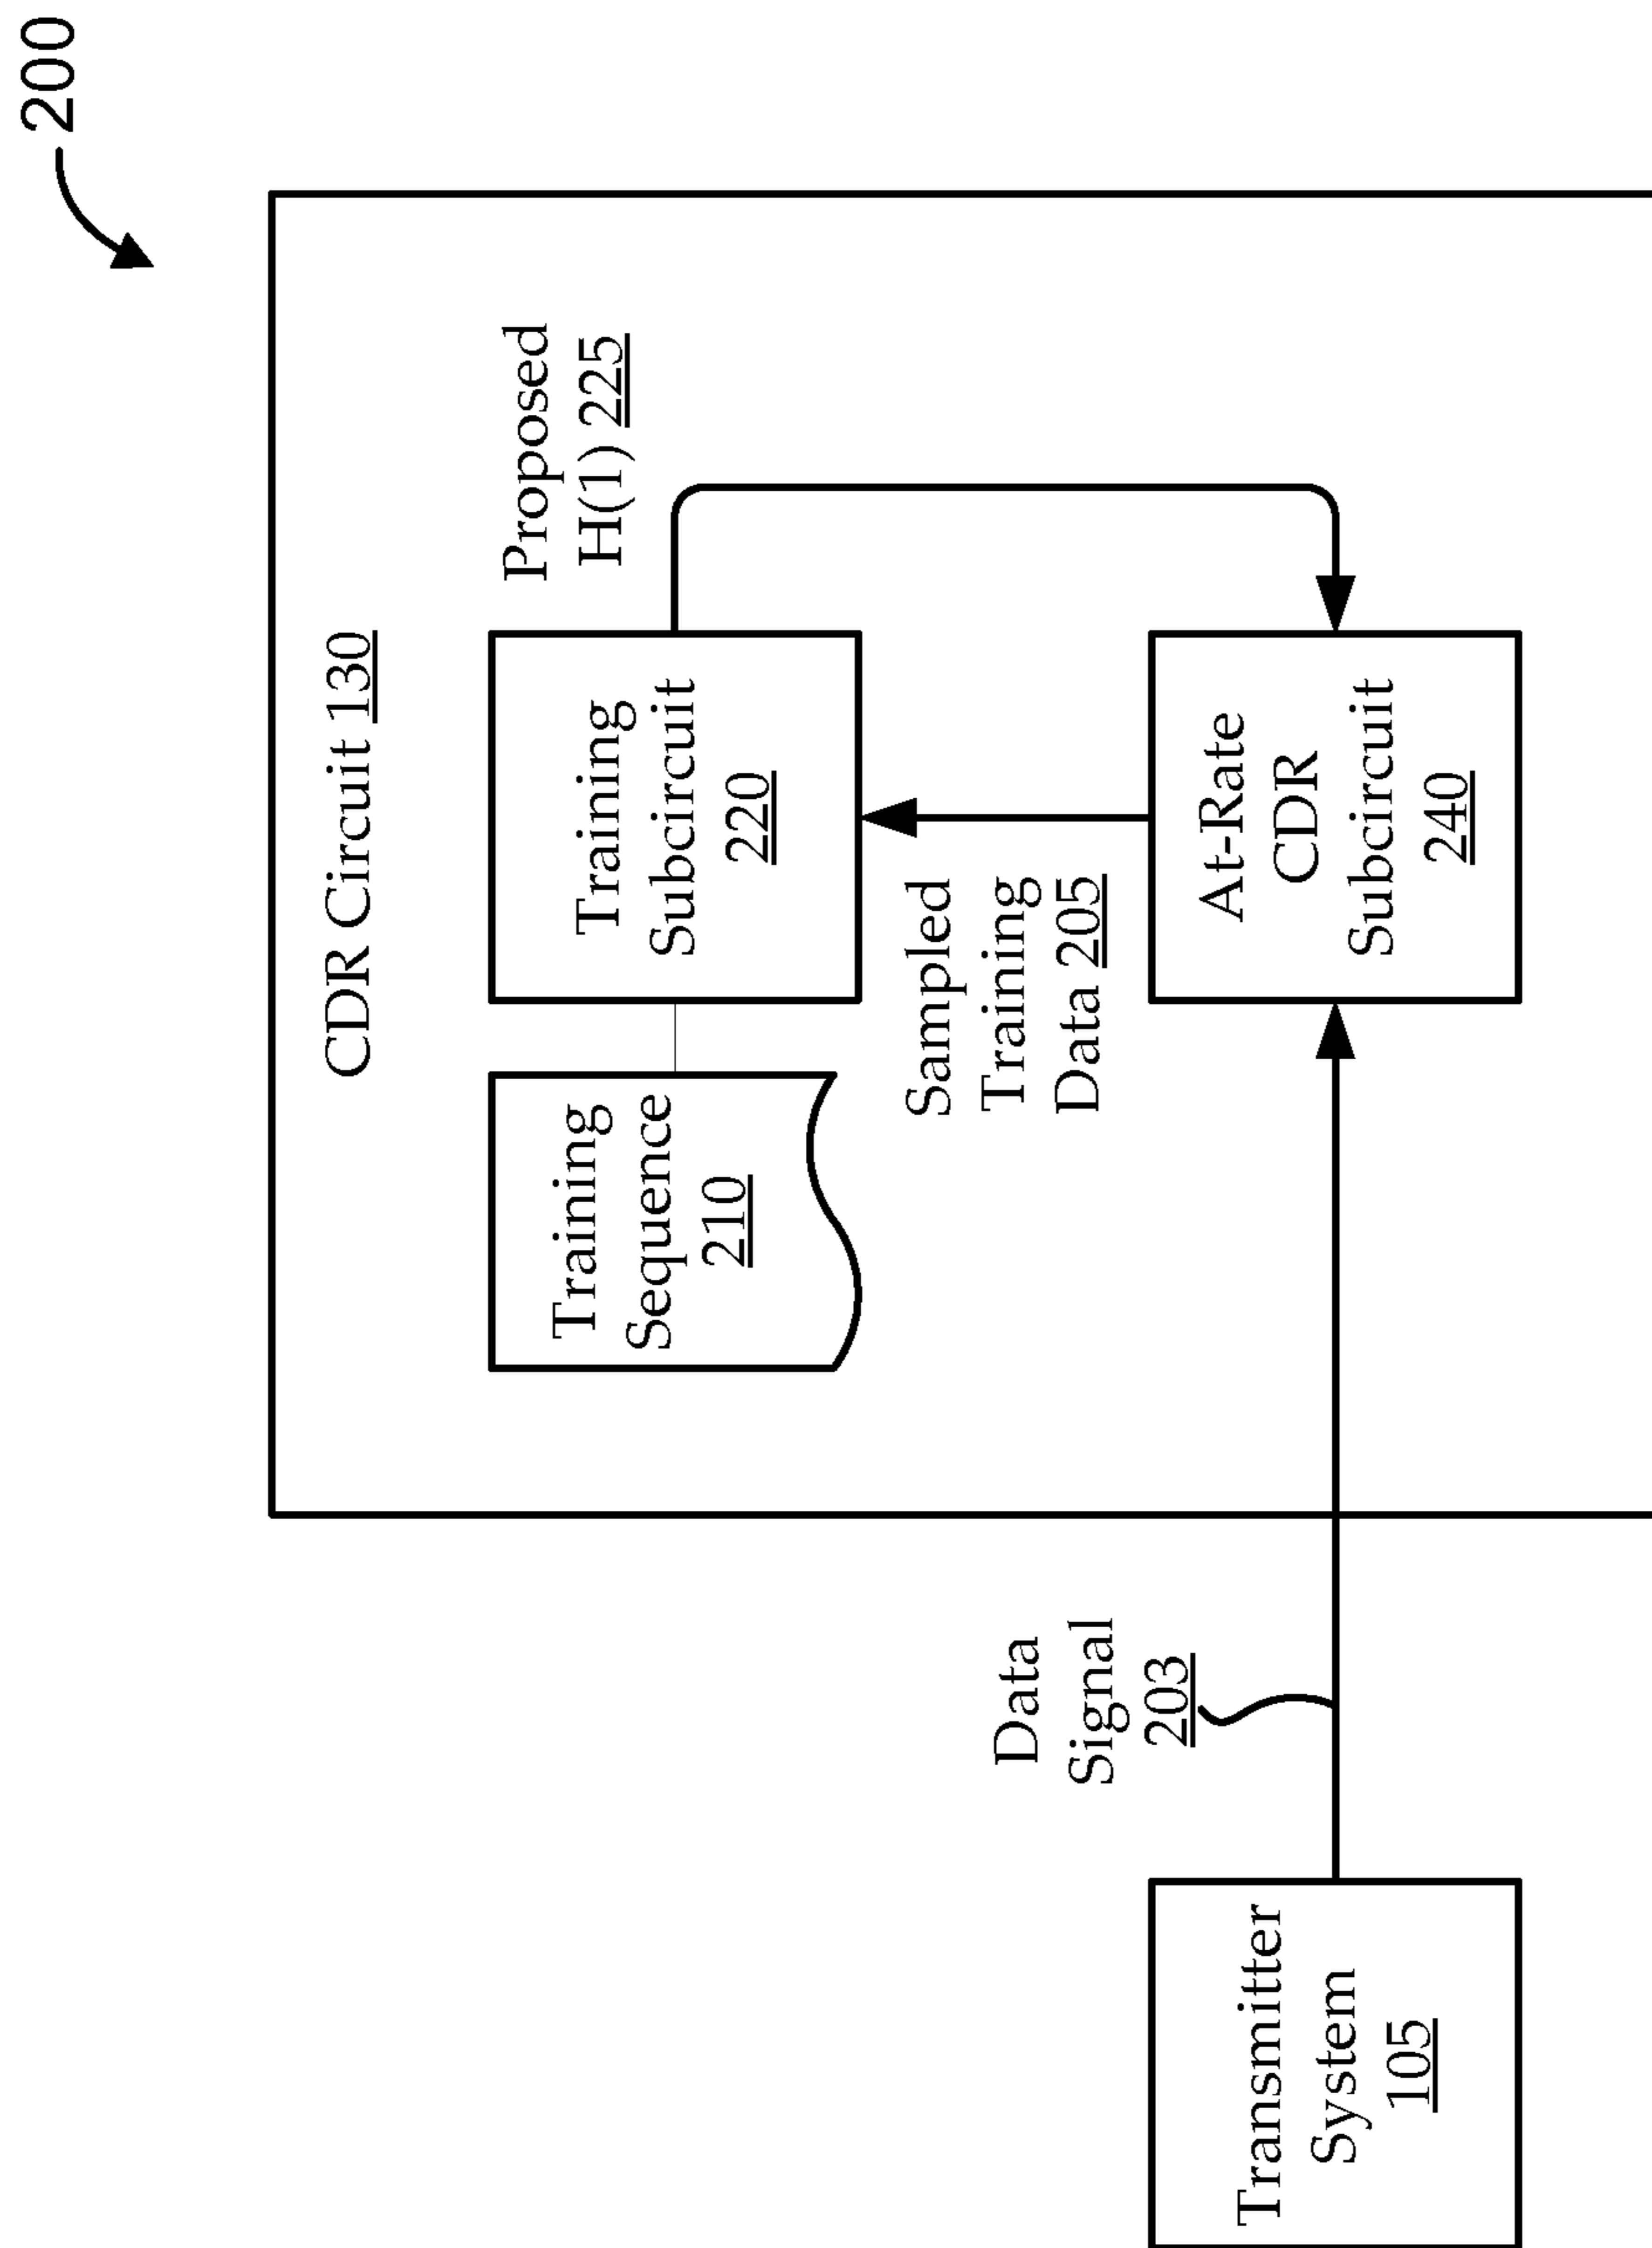 200
CDR Circuit 130
Training
Sequence
210
Training
Subcircuit
220
Proposed
H(1) 225
Sampled
Training
Data 205
Data
Signal
203
Transmitter
System
105
At-Rate
CDR
Subcircuit
240